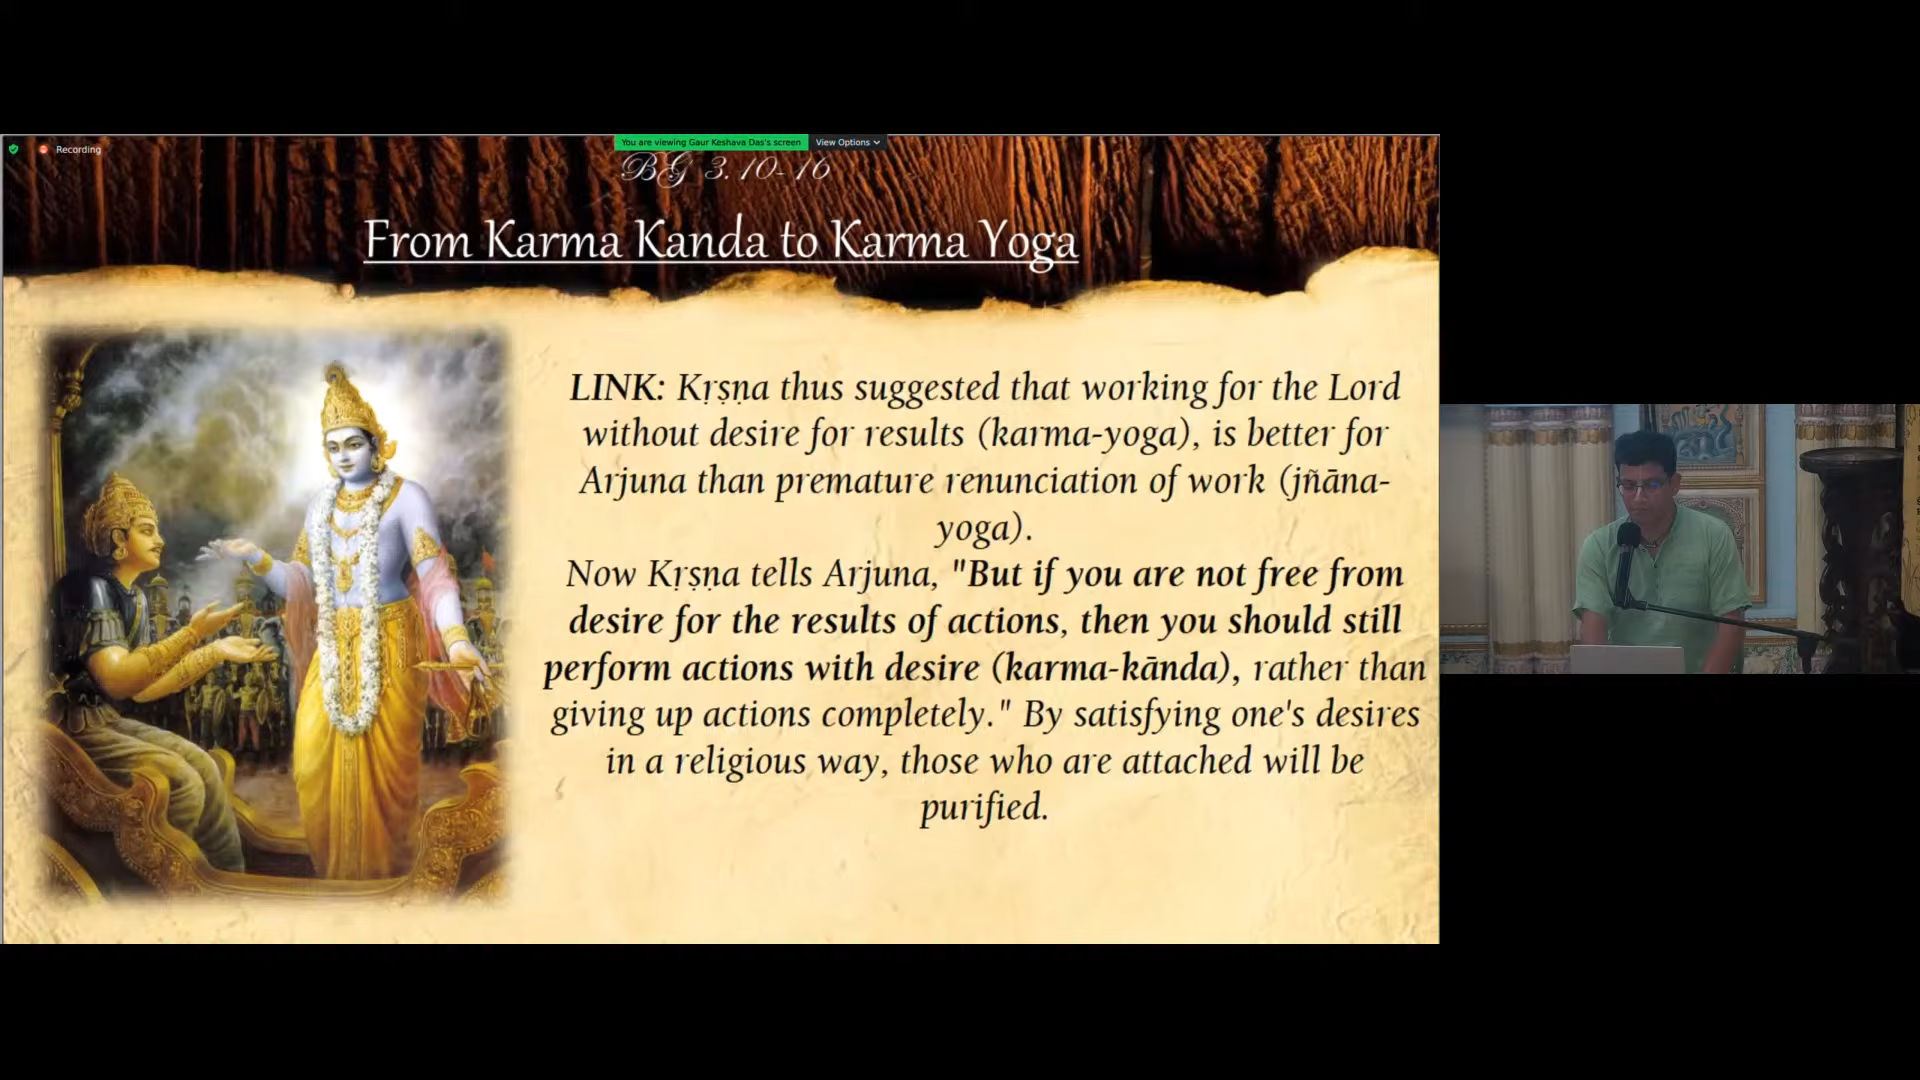 Recording
You are viewing Gaur Keshava Das's screen
View Options
BG 3.10-16
From Karma Kanda to Karma Yoga
LINK: Kṛṣṇa thus suggested that working for the Lord
without desire for results (karma-yoga), is better for
Arjuna than premature renunciation of work (jñāna-
yoga).
Now Kṛṣṇa tells Arjuna, "But if you are not free from
desire for the results of actions, then you should still
perform actions with desire (karma-kānda), rather than
giving up actions completely." By satisfying one's desires
in a religious way, those who are attached will be
purified.